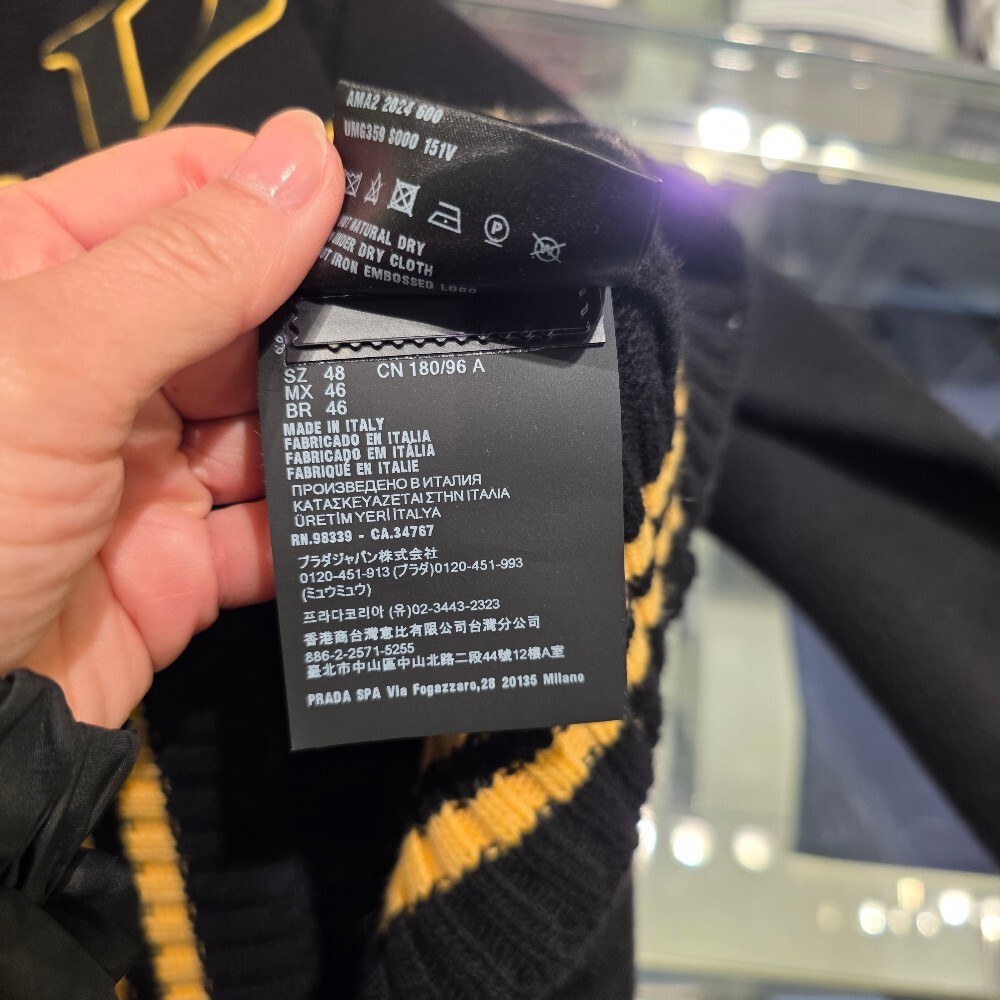 AMA2 2024 600
UMG359 S000 151V
P
W
NATURAL DRY
UNDER DRY CLOTH
IRON EMBOSSED LOGO
SZ 48 CN 180/96 A
MX 46
BR 46
MADE IN ITALY
FABRICADO EN ITALIA
FABRICADO EM ITÁLIA
FABRIQUÉ EN ITALIE
ПРОИЗВЕДЕНО В ИТАЛИЯ
ΚΑΤΑΣΚΕΥΑΖΕΤΑΙ ΣΤΗΝ ΙΤΑΛΙΑ
ÜRETİM YERİ İTALYA
RN.98339 - CA.34767
プラダジャパン株式会社
0120-451-913 (プラダ)0120-451-993
(ミュウミュウ)
프라다코리아 (유)02-3443-2323
香港商台灣意比有限公司台灣分公司
886-2-2571-5255
臺北市中山區中山北路二段44號12樓A室
PRADA SPA Via Fogazzaro,28 20135 Milano